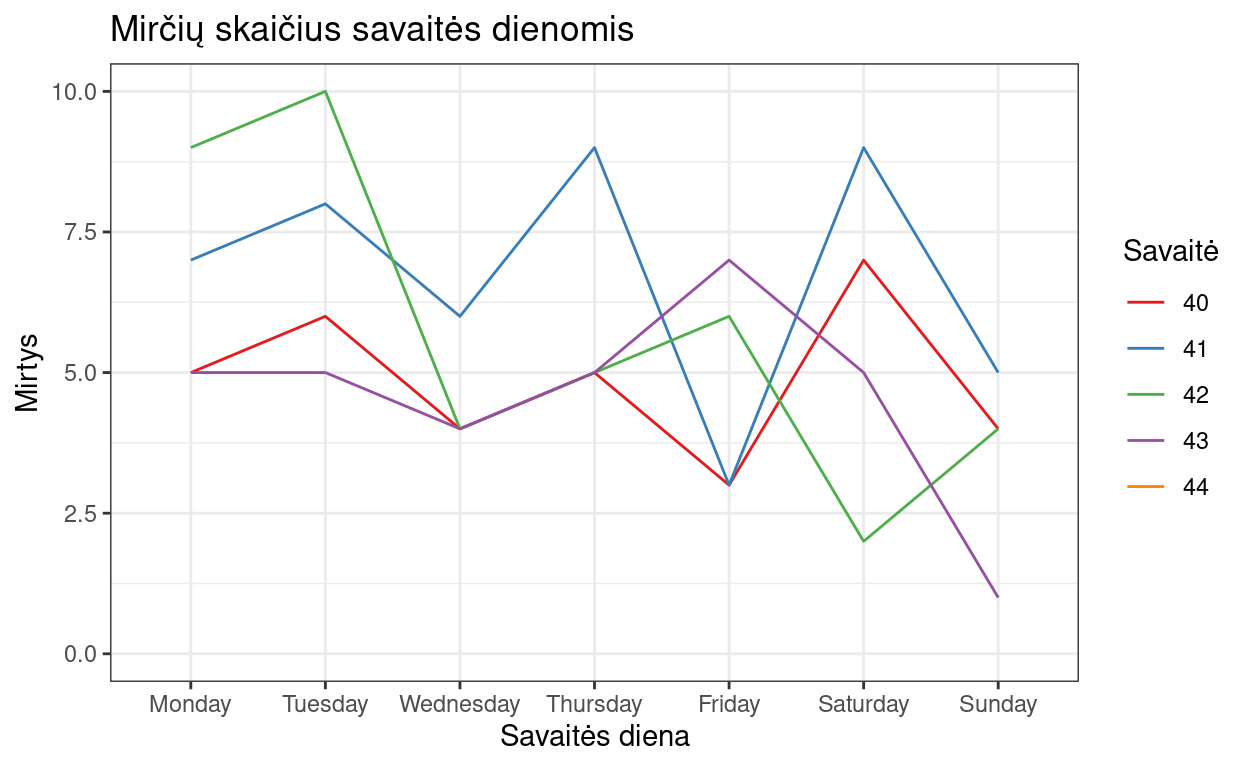 Mirčių skaičius savaitės dienomis
Mirtys
10.0
7.5
5.0
2.5
0.0
Monday Tuesday Wednesday Thursday Friday Saturday Sunday
Savaitės diena
Savaitė
40
41
42
43
44